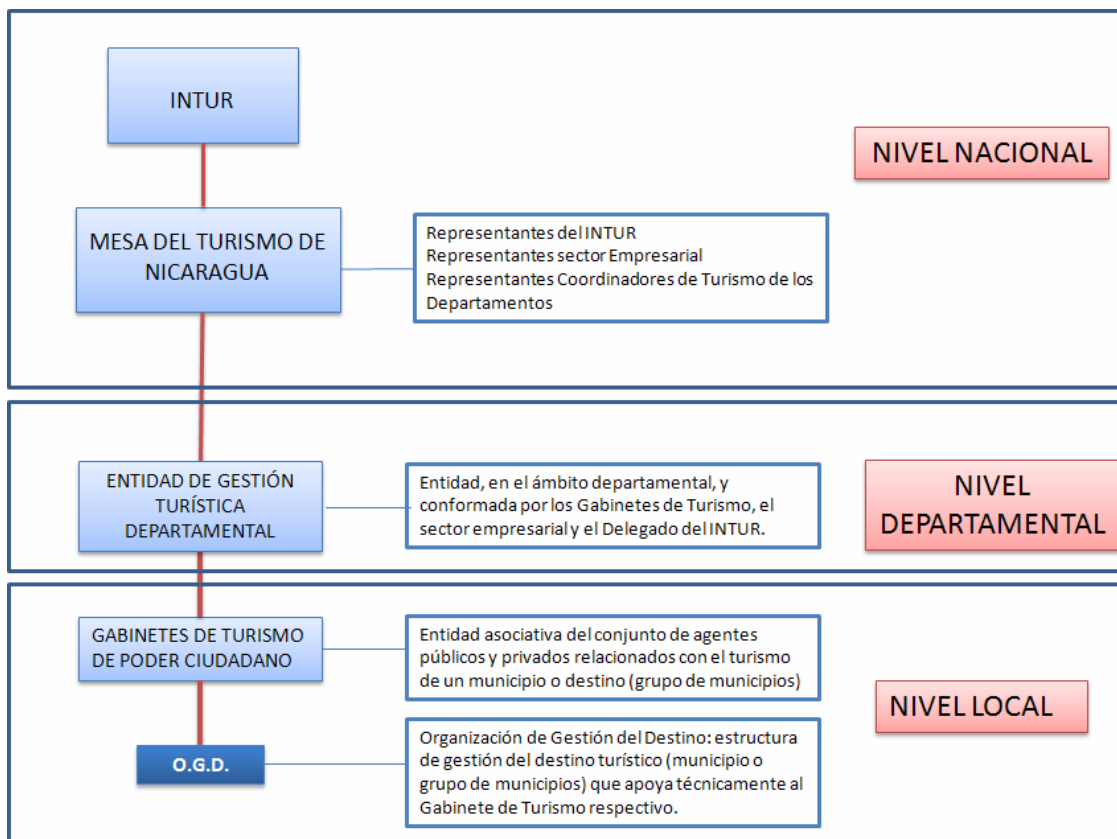 INTUR
NIVEL NACIONAL
MESA DEL TURISMO DE
NICARAGUA
Representantes del INTUR
Representantes sector Empresarial
Representantes Coordinadores de Turismo de los
Departamentos
ENTIDAD DE GESTIÓN
TURÍSTICA
DEPARTAMENTAL
Entidad, en el ámbito departamental, y
conformada por los Gabinetes de Turismo, el
sector empresarial y el Delegado del INTUR.
NIVEL
DEPARTAMENTAL
GABINETES DE TURISMO
DE PODER CIUDADANO
Entidad asociativa del conjunto de agentes
públicos y privados relacionados con el turismo
de un municipio o destino (grupo de municipios)
NIVEL LOCAL
O.G.D.
Organización de Gestión del Destino: estructura
de gestión del destino turístico (municipio o
grupo de municipios) que apoya técnicamente al
Gabinete de Turismo respectivo.